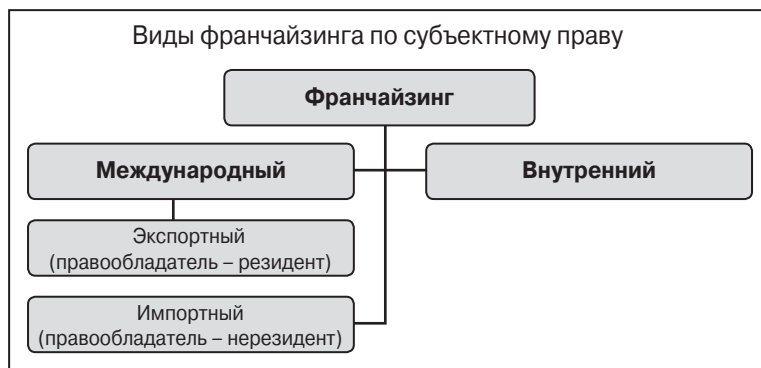 Виды франчайзинга по субъектному праву
Франчайзинг
Международный
Внутренний
Экспортный
(правообладатель – резидент)
Импортный
(правообладатель – нерезидент)